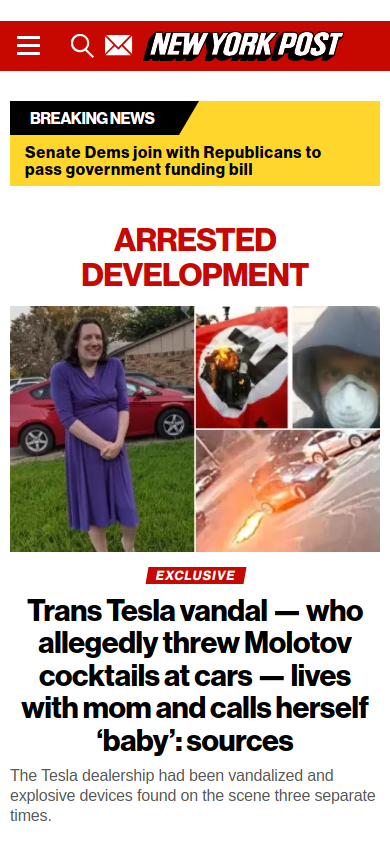 NEW YORK POST
BREAKING NEWS
Senate Dems join with Republicans to
pass government funding bill
ARRESTED
DEVELOPMENT
EXCLUSIVE
Trans Tesla vandal — who
allegedly threw Molotov
cocktails at cars — lives
with mom and calls herself
‘baby’: sources
The Tesla dealership had been vandalized and
explosive devices found on the scene three separate
times.